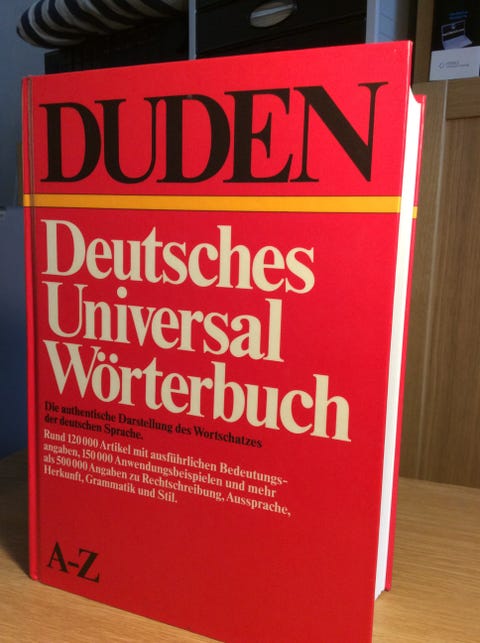 DUDEN
Deutsches
Universal
Wörterbuch
Die authentische Darstellung des Wortschatzes
der deutschen Sprache.
Rund 120 000 Artikel mit ausführlichen Bedeutungs-
angaben, 150 000 Anwendungsbeispielen und mehr
als 500 000 Angaben zu Rechtschreibung, Aussprache,
Herkunft, Grammatik und Stil.
A–Z